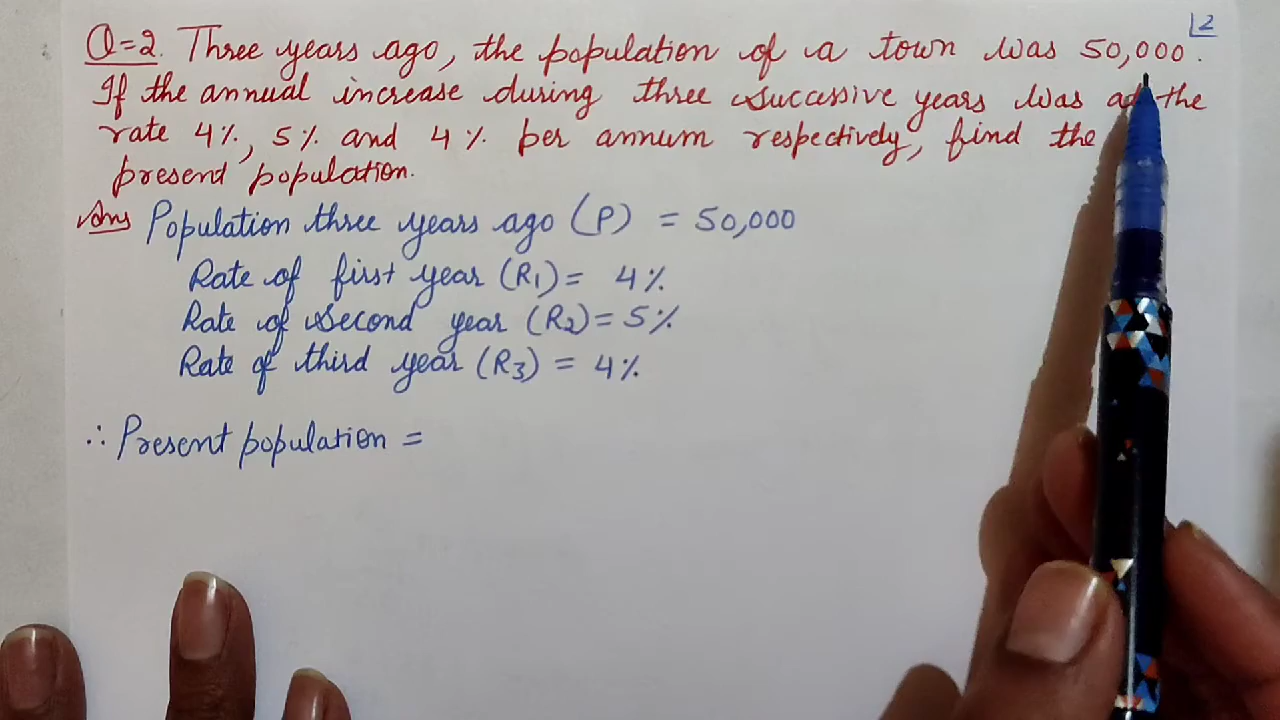 2
Q=2. Three years ago, the population of a town was 50,000.
If the annual increase during three successive years was the
rate 4%, 5% and 4% per annum respectively, find the
present population.
Ans Population three years ago (P) = 50,000
Rate of first year (R1) = 4%
Rate of second year (R2) = 5%
Rate of third year (R3) = 4%
∴ Present population =